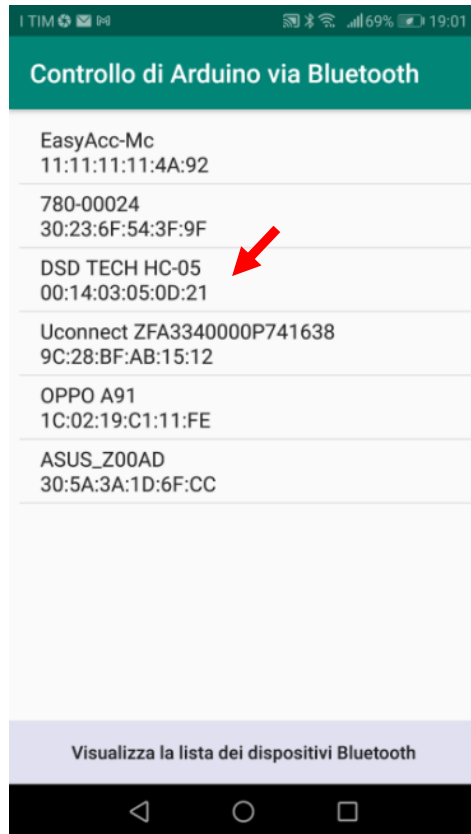 I TIM 69% 19:01
Controllo di Arduino via Bluetooth
EasyAcc-Mc
11:11:11:11:4A:92
780-00024
30:23:6F:54:3F:9F
DSD TECH HC-05
00:14:03:05:0D:21
Uconnect ZFA3340000P741638
9C:28:BF:AB:15:12
OPPO A91
1C:02:19:C1:11:FE
ASUS_Z00AD
30:5A:3A:1D:6F:CC
Visualizza la lista dei dispositivi Bluetooth